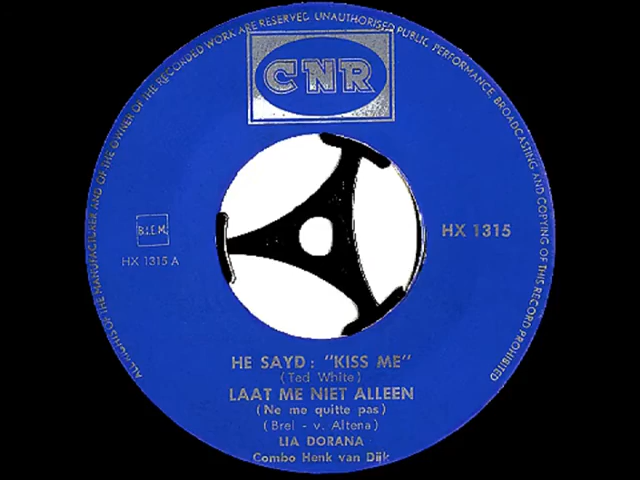 ALL RIGHTS OF THE MANUFACTURER AND OF THE OWNER OF THE RECORDED WORK ARE RESERVED UNAUTHORISED PUBLIC PERFORMANCE BROADCASTING AND COPYING OF THIS RECORD PROHIBITED
CNR
B.I.E.M.
HX 1315
HX 1315 A
HE SAYD: "KISS ME"
(Ted White)
LAAT ME NIET ALLEEN
(Ne me quitte pas)
(Brel - v. Altena)
LIA DORANA
Combo Henk van Dijk